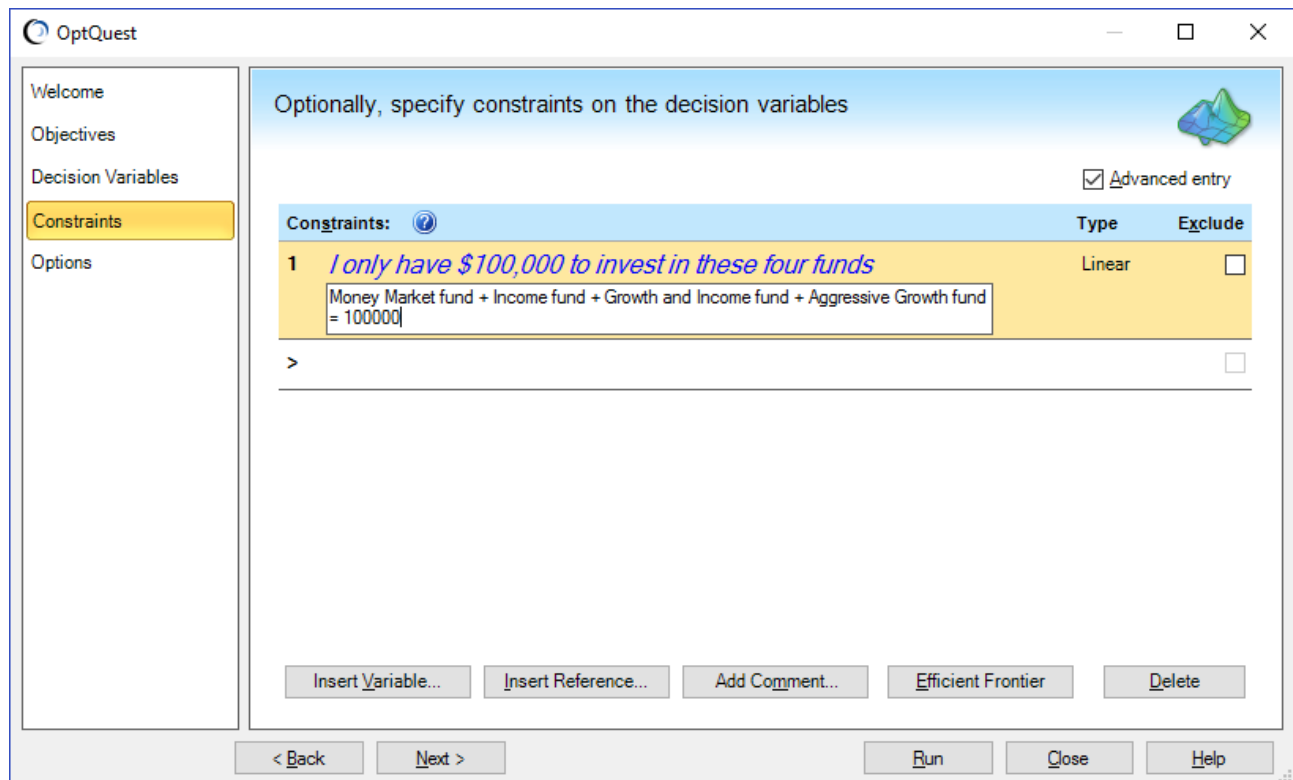 OptQuest
Welcome
Objectives
Decision Variables
Constraints
Options
Optionally, specify constraints on the decision variables
Advanced entry
Constraints: ? Type Exclude
1 I only have $100,000 to invest in these four funds Linear
Money Market fund + Income fund + Growth and Income fund + Aggressive Growth fund
= 100000
>
Insert Variable... Insert Reference... Add Comment... Efficient Frontier Delete
< Back Next > Run Close Help